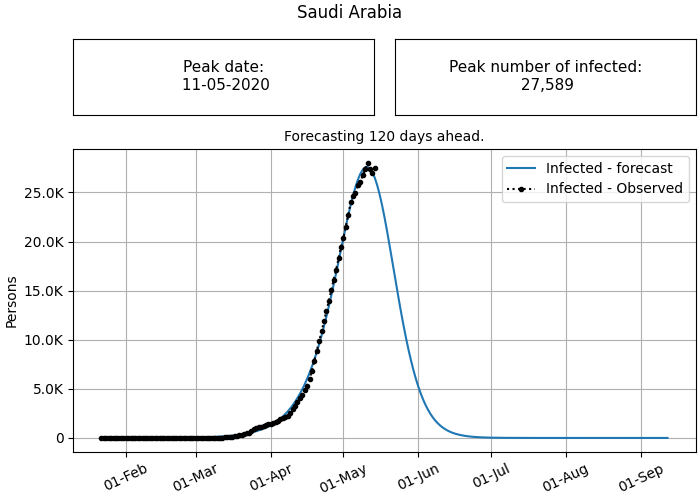 Saudi Arabia
Peak date:
11-05-2020
Peak number of infected:
27,589
Forecasting 120 days ahead.
Infected - forecast
Infected - Observed
Persons
25.0K
20.0K
15.0K
10.0K
5.0K
0
01-Feb
01-Mar
01-Apr
01-May
01-Jun
01-Jul
01-Aug
01-Sep